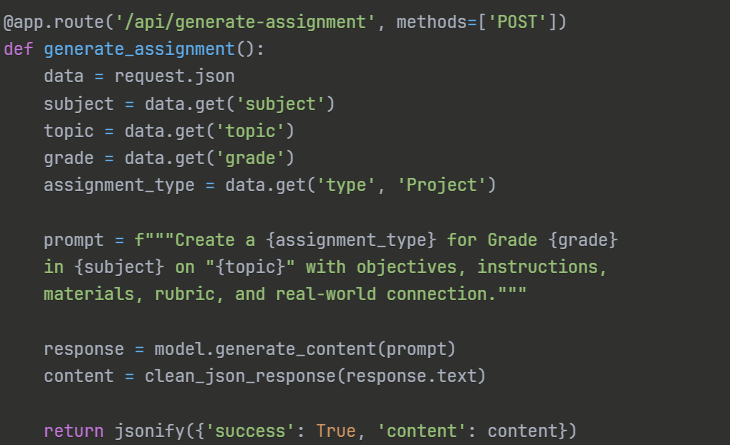 @app.route('/api/generate-assignment', methods=['POST'])
def generate_assignment():
    data = request.json
    subject = data.get('subject')
    topic = data.get('topic')
    grade = data.get('grade')
    assignment_type = data.get('type', 'Project')

    prompt = f"""Create a {assignment_type} for Grade {grade}
    in {subject} on "{topic}" with objectives, instructions,
    materials, rubric, and real-world connection."""

    response = model.generate_content(prompt)
    content = clean_json_response(response.text)

    return jsonify({'success': True, 'content': content})